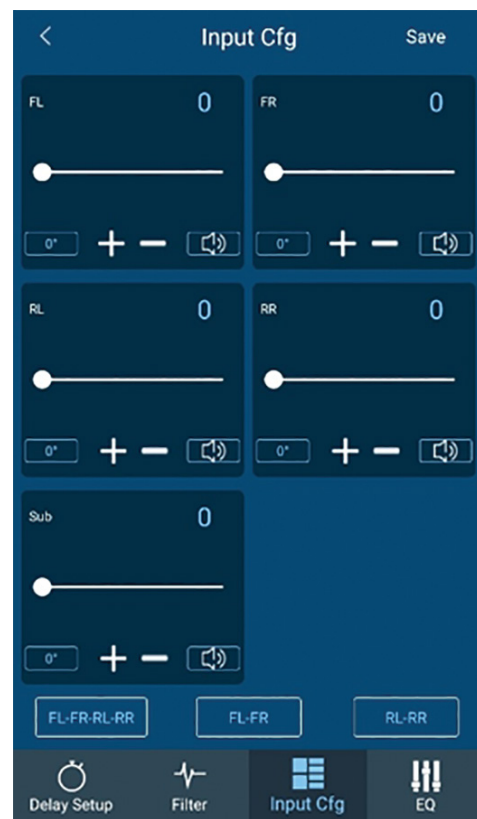 Input Cfg Save
FL 0 FR 0
0° 0°
RL 0 RR 0
0° 0°
Sub 0
0°
FL-FR-RL-RR FL-FR RL-RR
Delay Setup Filter Input Cfg EQ